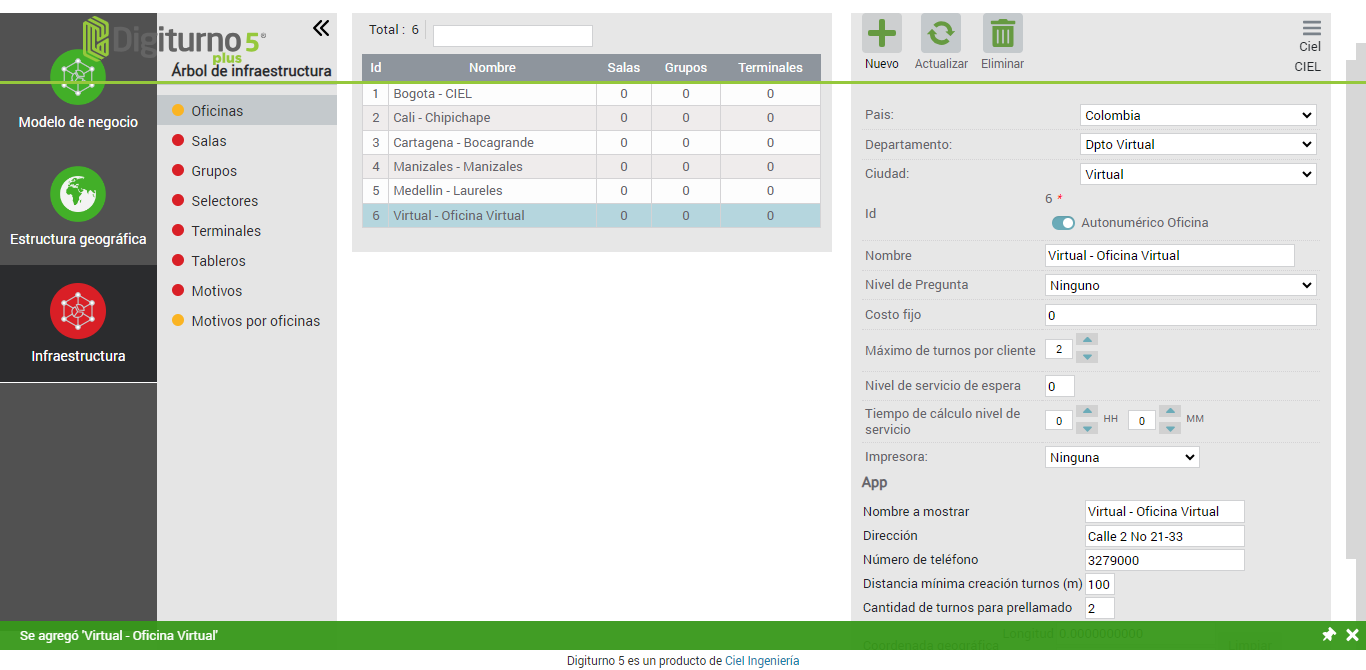 Digiturno 5®
plus
Árbol de infraestructura
Modelo de negocio
Estructura geográfica
Infraestructura
Oficinas
Salas
Grupos
Selectores
Terminales
Tableros
Motivos
Motivos por oficinas
Total : 6
Id Nombre Salas Grupos Terminales
1 Bogota - CIEL 0 0 0
2 Cali - Chipichape 0 0 0
3 Cartagena - Bocagrande 0 0 0
4 Manizales - Manizales 0 0 0
5 Medellin - Laureles 0 0 0
6 Virtual - Oficina Virtual 0 0 0
Nuevo Actualizar Eliminar
Ciel
CIEL
Pais: Colombia
Departamento: Dpto Virtual
Ciudad: Virtual
Id 6 *
Autonumérico Oficina
Nombre Virtual - Oficina Virtual
Nivel de Pregunta Ninguno
Costo fijo 0
Máximo de turnos por cliente 2
Nivel de servicio de espera 0
Tiempo de cálculo nivel de
servicio 0 HH 0 MM
Impresora: Ninguna
App
Nombre a mostrar Virtual - Oficina Virtual
Dirección Calle 2 No 21-33
Número de teléfono 3279000
Distancia mínima creación turnos (m) 100
Cantidad de turnos para prellamado 2
Longitud 0.0000000000
Coordenada geográfica
Se agregó 'Virtual - Oficina Virtual'
Digiturno 5 es un producto de Ciel Ingeniería